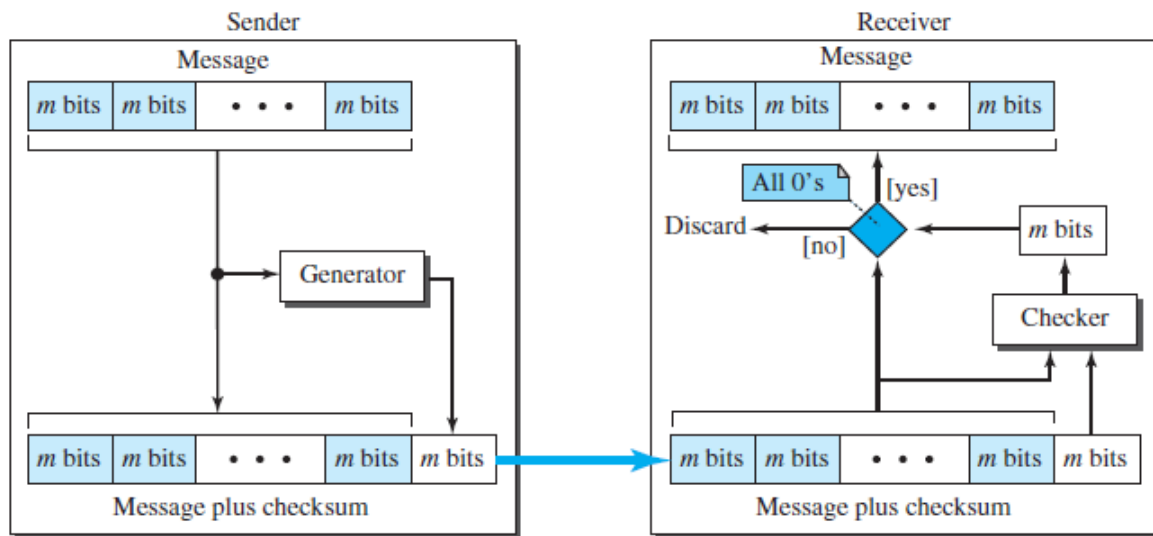 Sender
Message
m bits m bits • • • m bits
Generator
m bits m bits • • • m bits m bits
Message plus checksum
Receiver
Message
m bits m bits • • • m bits
All 0's
[yes]
Discard
[no]
m bits
Checker
m bits m bits • • • m bits m bits
Message plus checksum